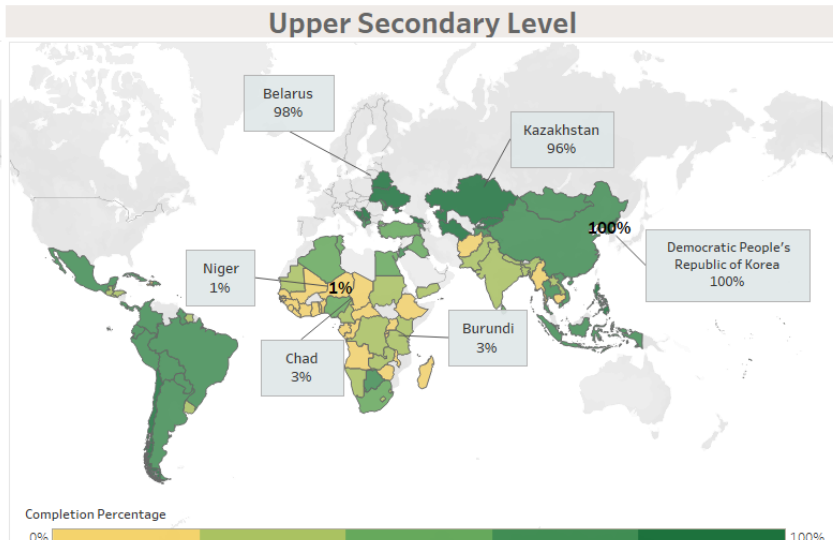 Upper Secondary Level
Belarus
98%
Kazakhstan
96%
100%
Democratic People's
Republic of Korea
100%
Niger
1%
1%
Burundi
3%
Chad
3%
Completion Percentage
0%
100%